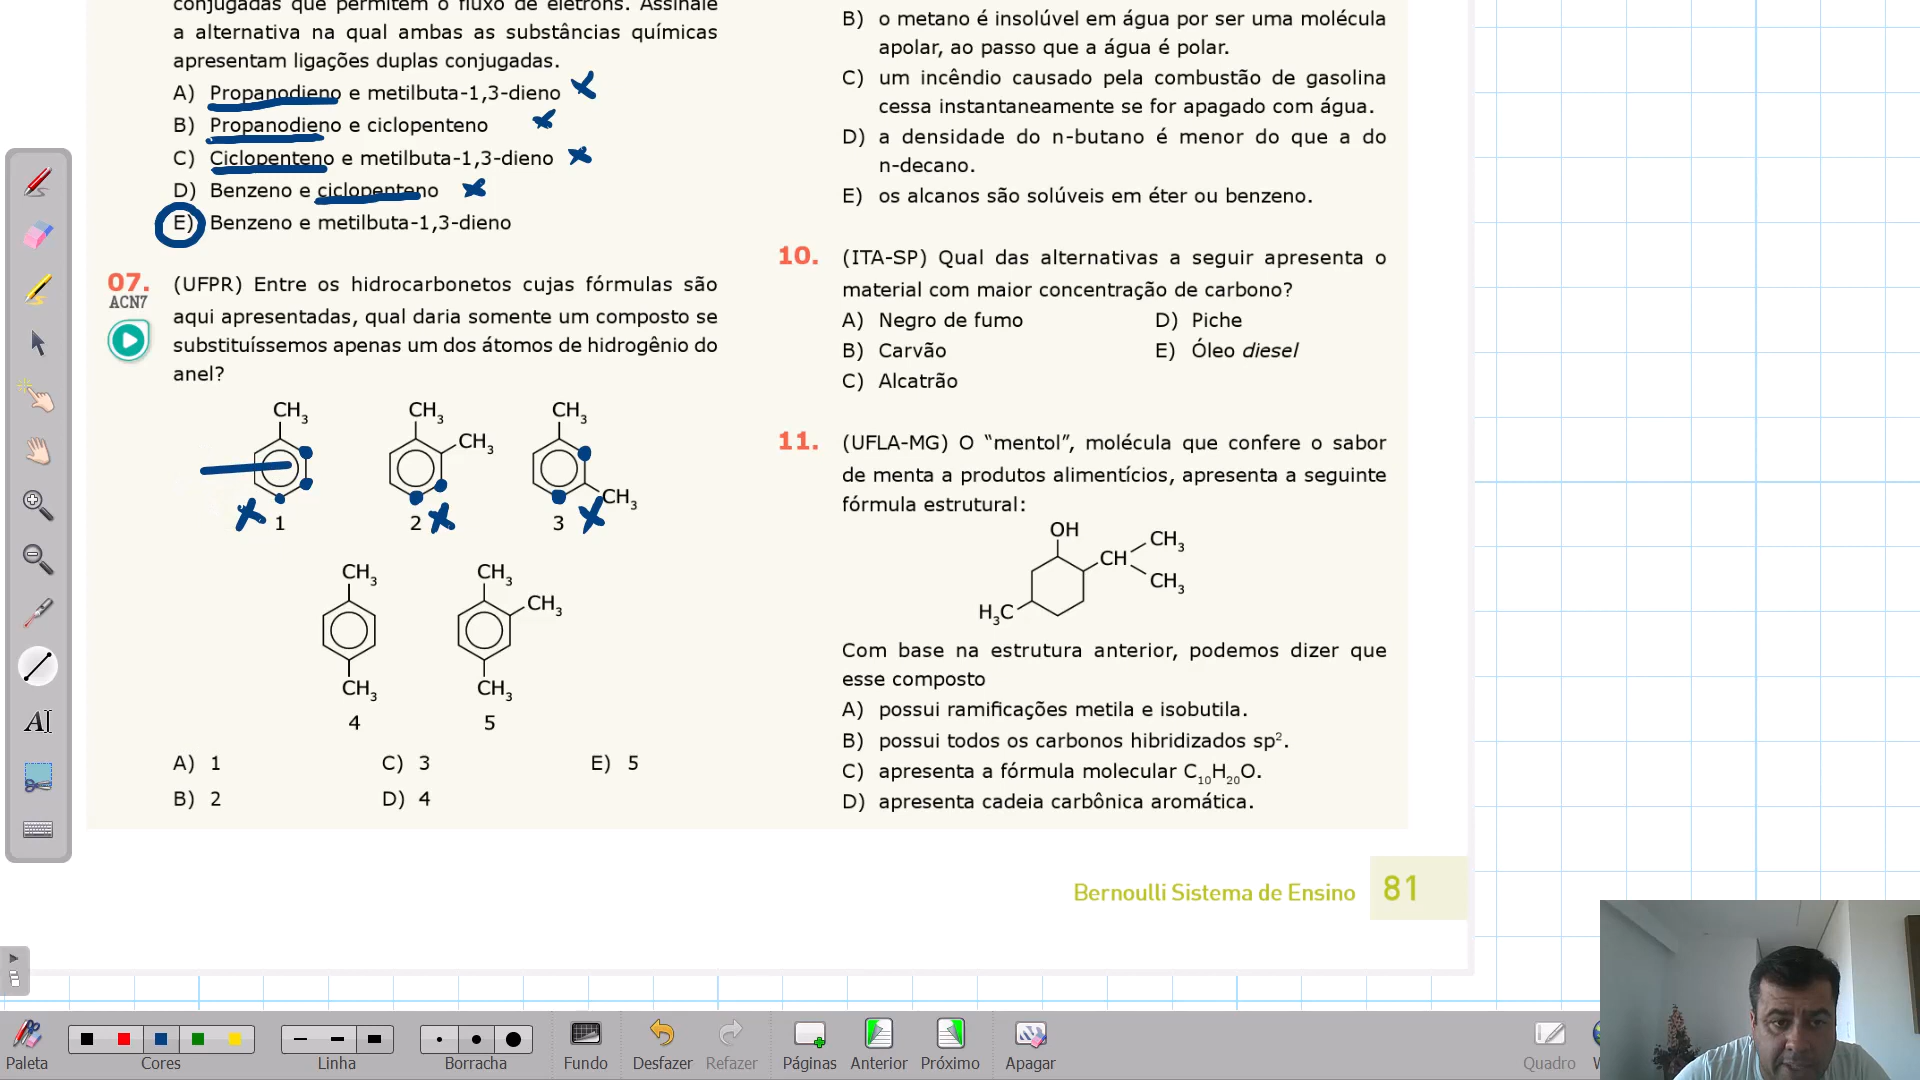 conjugadas que permitem o fluxo de elétrons. Assinale
a alternativa na qual ambas as substâncias químicas
apresentam ligações duplas conjugadas.
A) Propanodieno e metilbuta-1,3-dieno
B) Propanodieno e ciclopenteno
C) Ciclopenteno e metilbuta-1,3-dieno
D) Benzeno e ciclopenteno
E) Benzeno e metilbuta-1,3-dieno
07. (UFPR) Entre os hidrocarbonetos cujas fórmulas são
ACN7
aqui apresentadas, qual daria somente um composto se
substituíssemos apenas um dos átomos de hidrogênio do
anel?
CH3 CH3 CH3
CH3
CH3
1 2 3
CH3 CH3
CH3
CH3 CH3
4 5
A) 1 C) 3 E) 5
B) 2 D) 4
B) o metano é insolúvel em água por ser uma molécula
apolar, ao passo que a água é polar.
C) um incêndio causado pela combustão de gasolina
cessa instantaneamente se for apagado com água.
D) a densidade do n-butano é menor do que a do
n-decano.
E) os alcanos são solúveis em éter ou benzeno.
10. (ITA-SP) Qual das alternativas a seguir apresenta o
material com maior concentração de carbono?
A) Negro de fumo D) Piche
B) Carvão E) Óleo diesel
C) Alcatrão
11. (UFLA-MG) O “mentol”, molécula que confere o sabor
de menta a produtos alimentícios, apresenta a seguinte
fórmula estrutural:
OH
CH3
CH
CH3
H3C
Com base na estrutura anterior, podemos dizer que
esse composto
A) possui ramificações metila e isobutila.
B) possui todos os carbonos hibridizados sp².
C) apresenta a fórmula molecular C10H20O.
D) apresenta cadeia carbônica aromática.
Bernoulli Sistema de Ensino 81
Paleta Cores Linha Borracha Fundo Desfazer Refazer Páginas Anterior Próximo Apagar Quadro